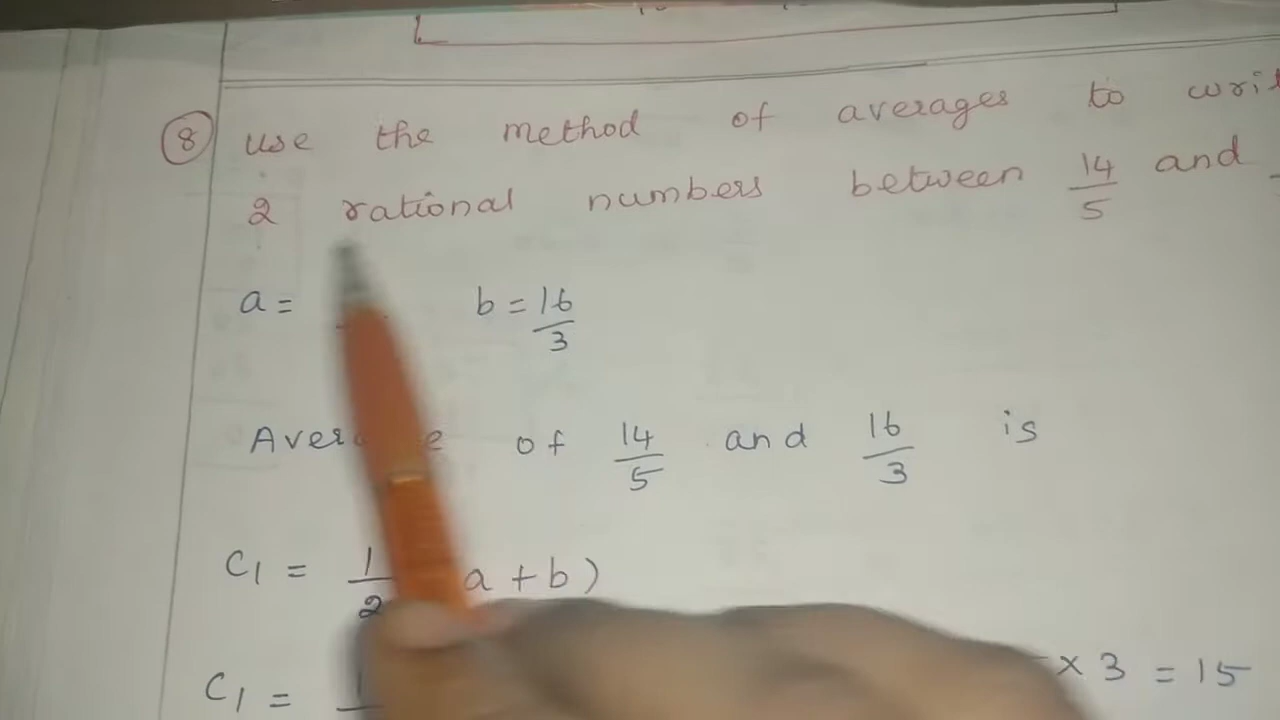 8 use the method of averages to
2 rational numbers between 14/5 and
a = b = 16/3
of 14/5 and 16/3 is
C1 = 1/2 a + b)
C1 = × 3 = 15